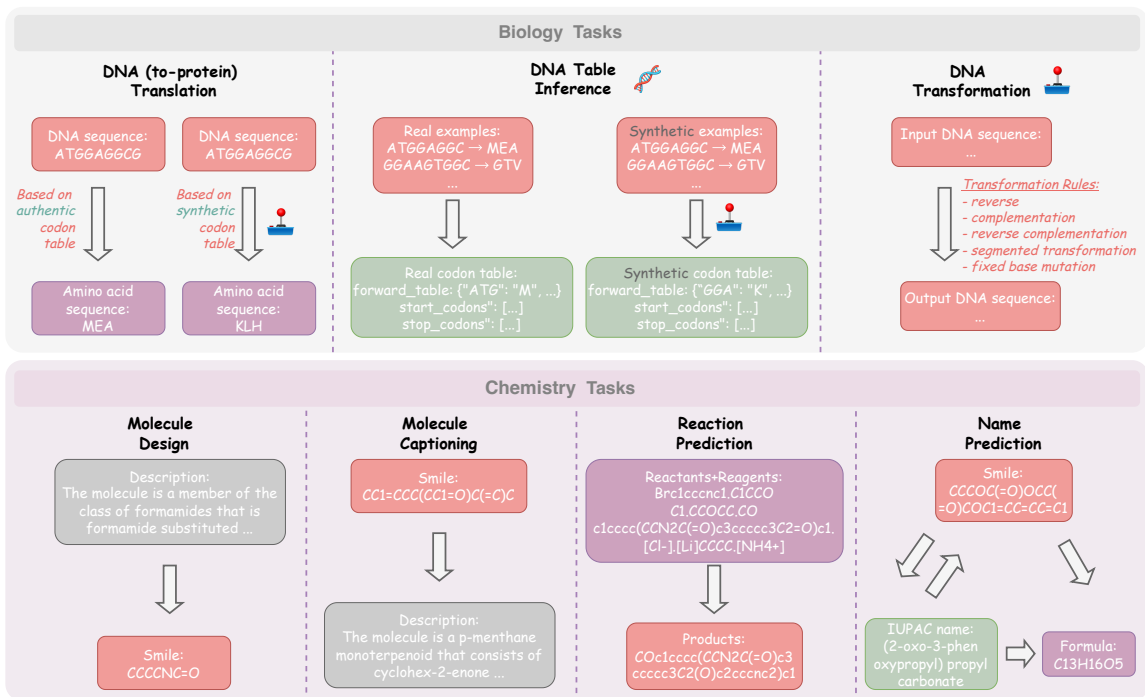 Biology Tasks
DNA (to-protein)
Translation
DNA sequence:
ATGGAGGCG
Based on
authentic
codon
table
Amino acid
sequence:
MEA
DNA sequence:
ATGGAGGCG
Based on
synthetic
codon
table
Amino acid
sequence:
KLH
DNA Table
Inference
Real examples:
ATGGAGGC → MEA
GGAAGTGGC → GTV
...
Real codon table:
forward_table: {"ATG": "M", ...}
start_codons": [...]
stop_codons": [...]
Synthetic examples:
ATGGAGGC → MEA
GGAAGTGGC → GTV
...
Synthetic codon table:
forward_table: {"GGA": "K", ...}
start_codons": [...]
stop_codons": [...]
DNA
Transformation
Input DNA sequence:
...
Transformation Rules:
- reverse
- complementation
- reverse complementation
- segmented transformation
- fixed base mutation
Output DNA sequence:
...
Chemistry Tasks
Molecule
Design
Description:
The molecule is a member of the
class of formamides that is
formamide substituted ...
Smile:
CCCCNC=O
Molecule
Captioning
Smile:
CC1=CCC(CC1=O)C(=C)C
Description:
The molecule is a p-menthane
monoterpenoid that consists of
cyclohex-2-enone ...
Reaction
Prediction
Reactants+Reagents:
Brc1cccnc1.C1CCO
C1.CCOCC.CO
c1cccc(CCN2C(=O)c3ccccc3C2=O)c1.
[Cl-].[Li]CCCC.[NH4+]
Products:
COc1cccc(CCN2C(=O)c3
ccccc3C2(O)c2cccnc2)c1
Name
Prediction
Smile:
CCCOC(=O)OCC(
=O)COC1=CC=CC=C1
IUPAC name:
(2-oxo-3-phen
oxypropyl) propyl
carbonate
Formula:
C13H16O5